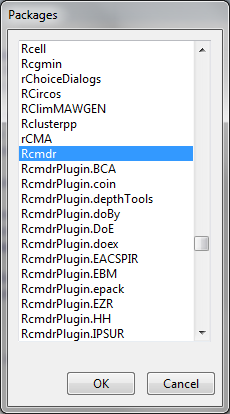 Packages
Rcell
Rcgmin
rChoiceDialogs
RCircos
RClimMAWGEN
Rclusterpp
rCMA
Rcmdr
RcmdrPlugin.BCA
RcmdrPlugin.coin
RcmdrPlugin.depthTools
RcmdrPlugin.doBy
RcmdrPlugin.DoE
RcmdrPlugin.doex
RcmdrPlugin.EACSPIR
RcmdrPlugin.EBM
RcmdrPlugin.epack
RcmdrPlugin.EZR
RcmdrPlugin.HH
RcmdrPlugin.IPSUR
OK Cancel